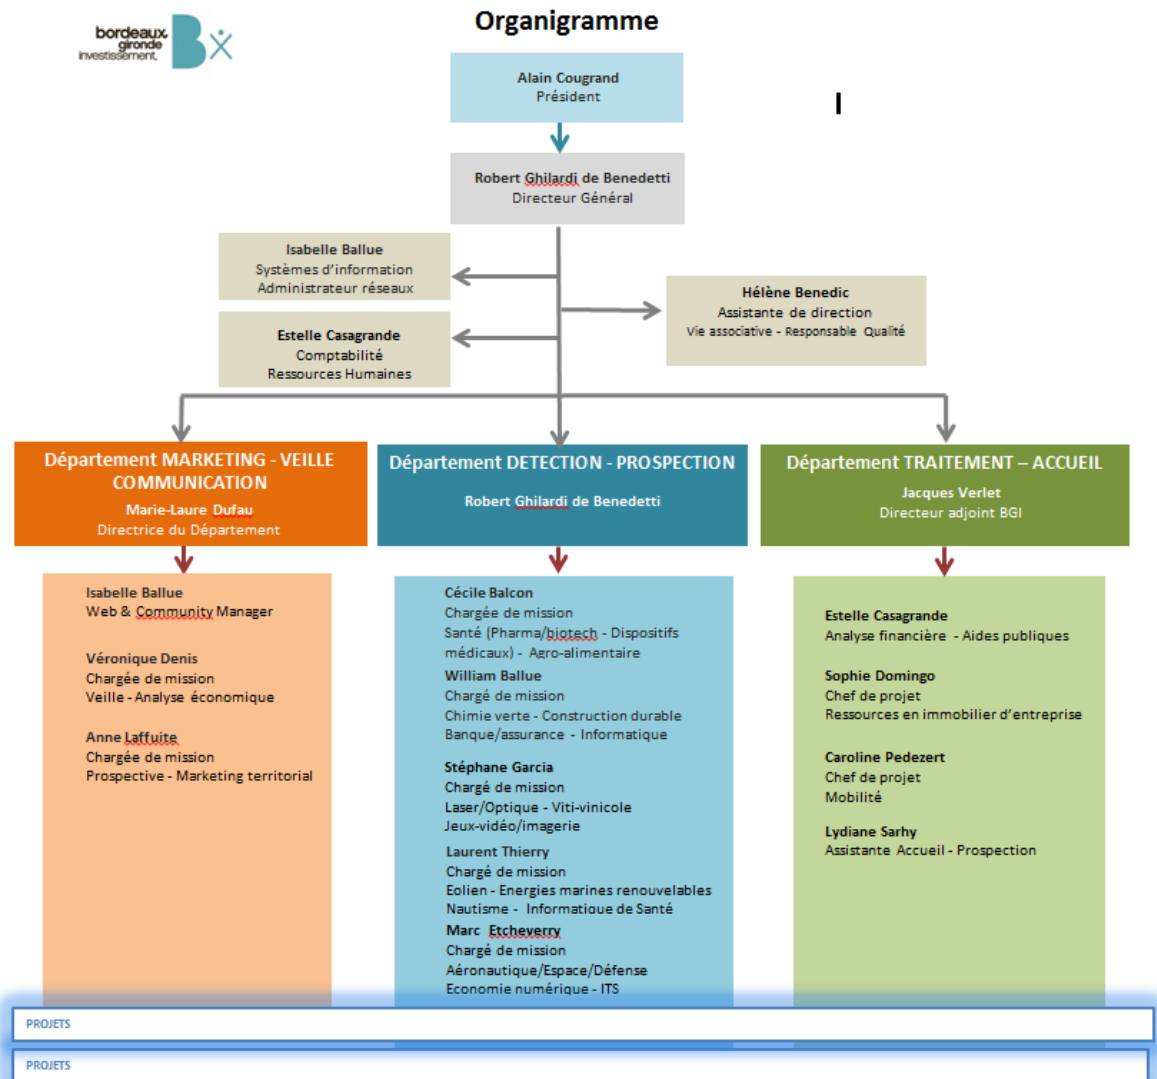 Organigramme
bordeaux
gironde
investissement
Alain Cougrand
Président
Robert Ghilardi de Benedetti
Directeur Général
Isabelle Ballue
Systèmes d'information
Administrateur réseaux
Hélène Benedic
Assistante de direction
Vie associative - Responsable Qualité
Estelle Casagrande
Comptabilité
Ressources Humaines
Département MARKETING - VEILLE
COMMUNICATION
Marie-Laure Dufau
Directrice du Département
Département DETECTION - PROSPECTION
Robert Ghilardi de Benedetti
Département TRAITEMENT – ACCUEIL
Jacques Verlet
Directeur adjoint BGI
Isabelle Ballue
Web & Community Manager
Véronique Denis
Chargée de mission
Veille - Analyse économique
Anne Laffuite
Chargée de mission
Prospective - Marketing territorial
Cécile Balcon
Chargée de mission
Santé (Pharma/biotech - Dispositifs
médicaux) - Agro-alimentaire
William Ballue
Chargé de mission
Chimie verte - Construction durable
Banque/assurance - Informatique
Stéphane Garcia
Chargé de mission
Laser/Optique - Viti-vinicole
Jeux-vidéo/imagerie
Laurent Thierry
Chargé de mission
Eolien - Energies marines renouvelables
Nautisme - Informatique de Santé
Marc Etcheverry
Chargé de mission
Aéronautique/Espace/Défense
Economie numérique - ITS
Estelle Casagrande
Analyse financière - Aides publiques
Sophie Domingo
Chef de projet
Ressources en immobilier d'entreprise
Caroline Pedezert
Chef de projet
Mobilité
Lydiane Sarhy
Assistante Accueil - Prospection
PROJETS
PROJETS